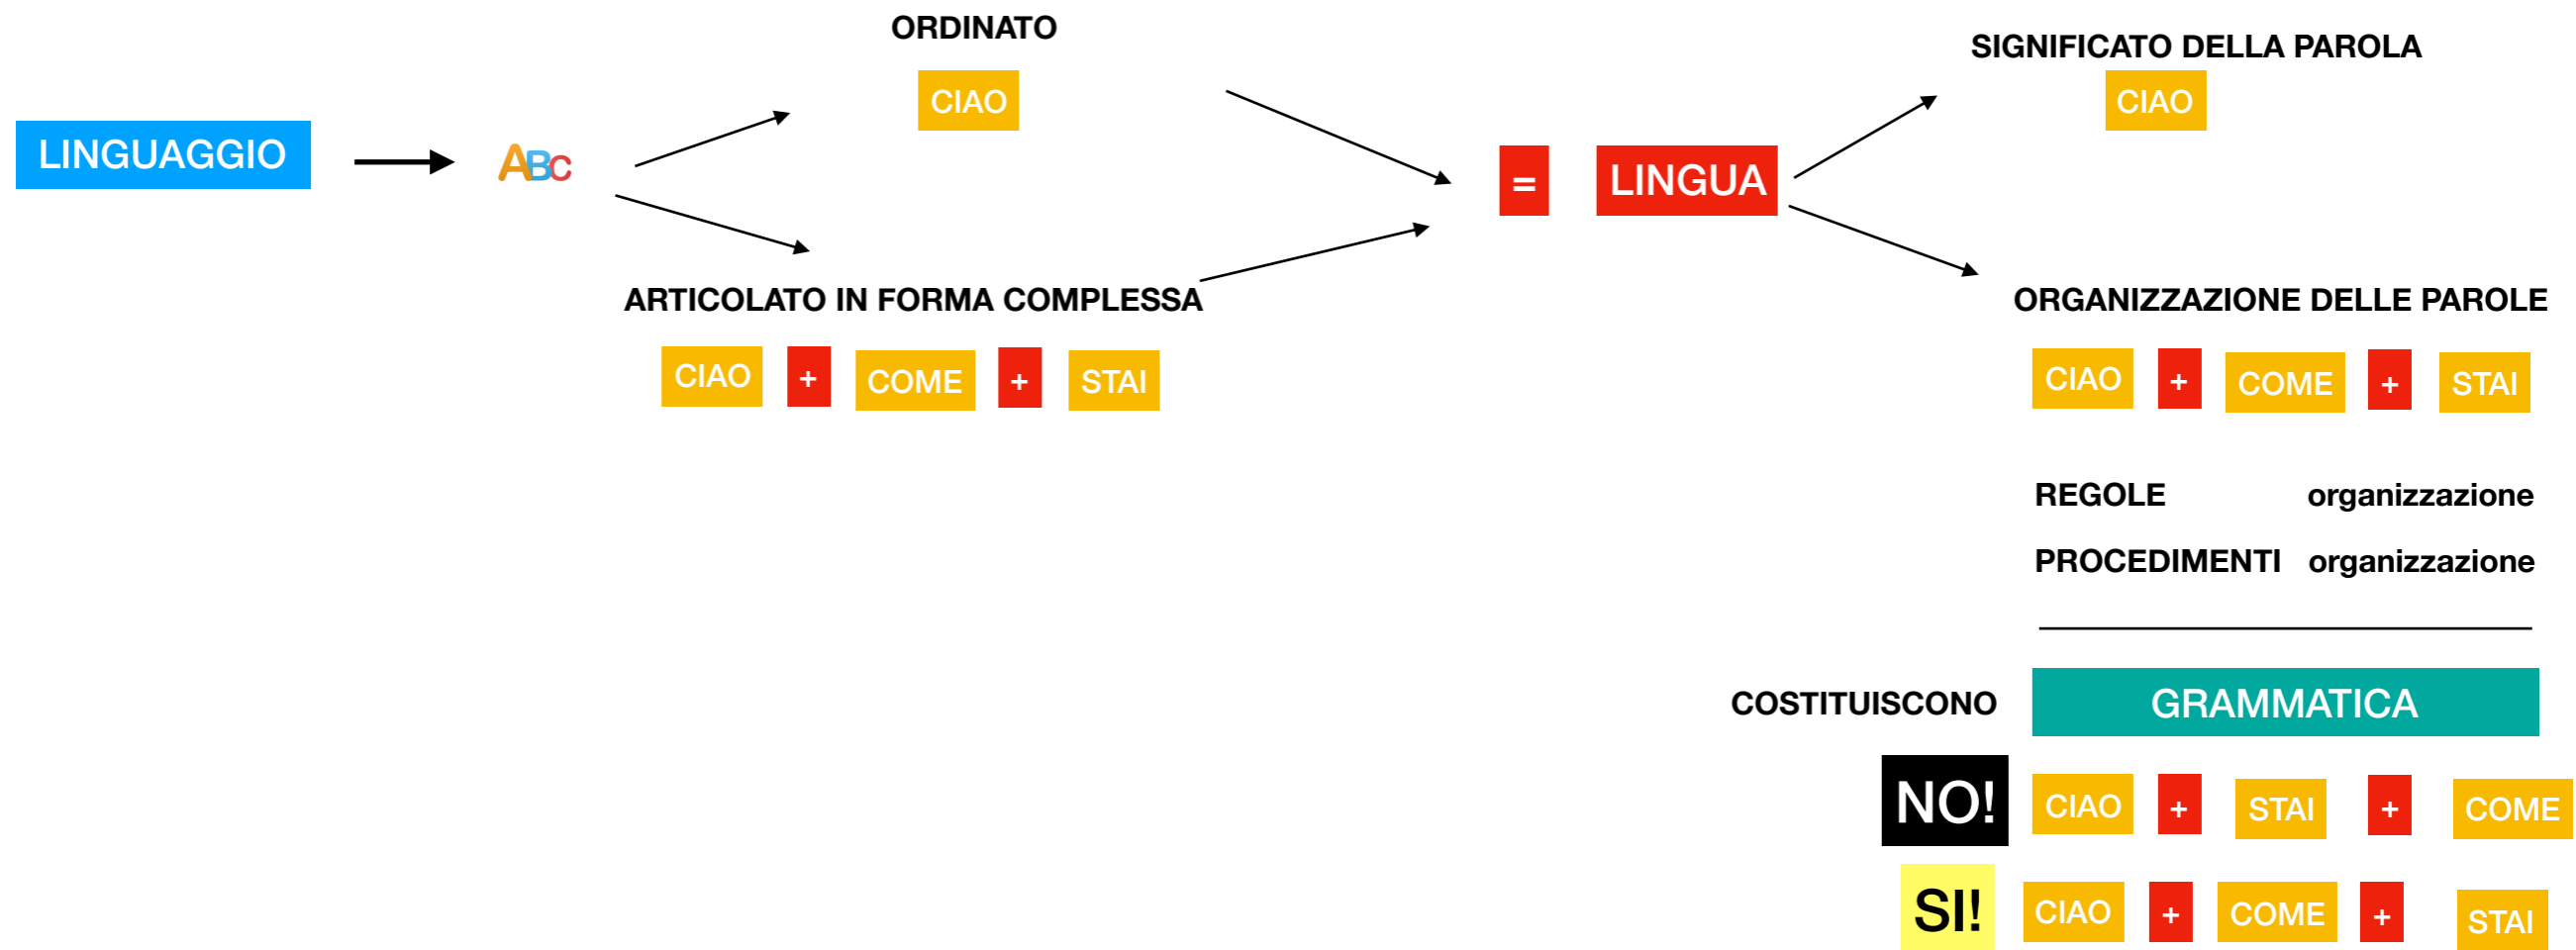 ORDINATO
CIAO
LINGUAGGIO
ABC
ARTICOLATO IN FORMA COMPLESSA
CIAO + COME + STAI
= LINGUA
SIGNIFICATO DELLA PAROLA
CIAO
ORGANIZZAZIONE DELLE PAROLE
CIAO + COME + STAI
REGOLE organizzazione
PROCEDIMENTI organizzazione
COSTITUISCONO GRAMMATICA
NO! CIAO + STAI + COME
SI! CIAO + COME + STAI